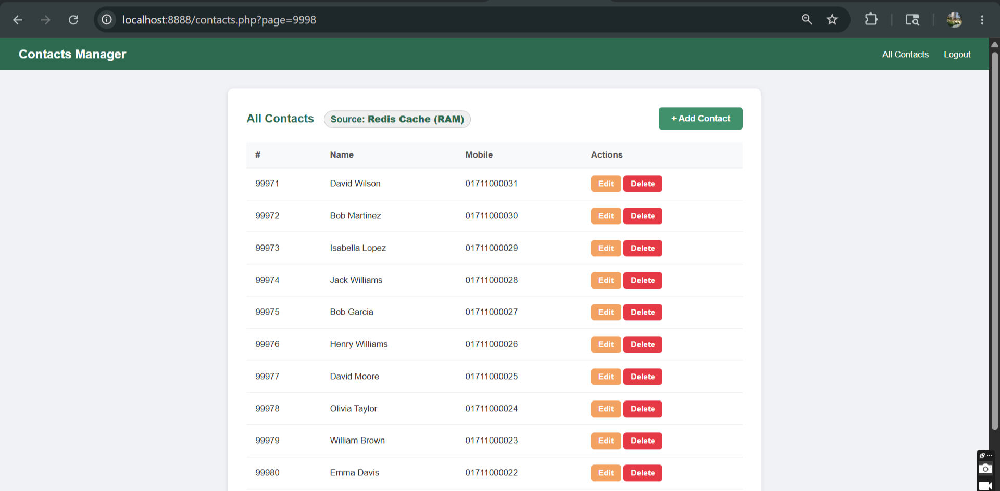 localhost:8888/contacts.php?page=9998
Contacts Manager
All Contacts
Logout
All Contacts
Source: Redis Cache (RAM)
+ Add Contact
# Name Mobile Actions
99971 David Wilson 01711000031 Edit Delete
99972 Bob Martinez 01711000030 Edit Delete
99973 Isabella Lopez 01711000029 Edit Delete
99974 Jack Williams 01711000028 Edit Delete
99975 Bob Garcia 01711000027 Edit Delete
99976 Henry Williams 01711000026 Edit Delete
99977 David Moore 01711000025 Edit Delete
99978 Olivia Taylor 01711000024 Edit Delete
99979 William Brown 01711000023 Edit Delete
99980 Emma Davis 01711000022 Edit Delete